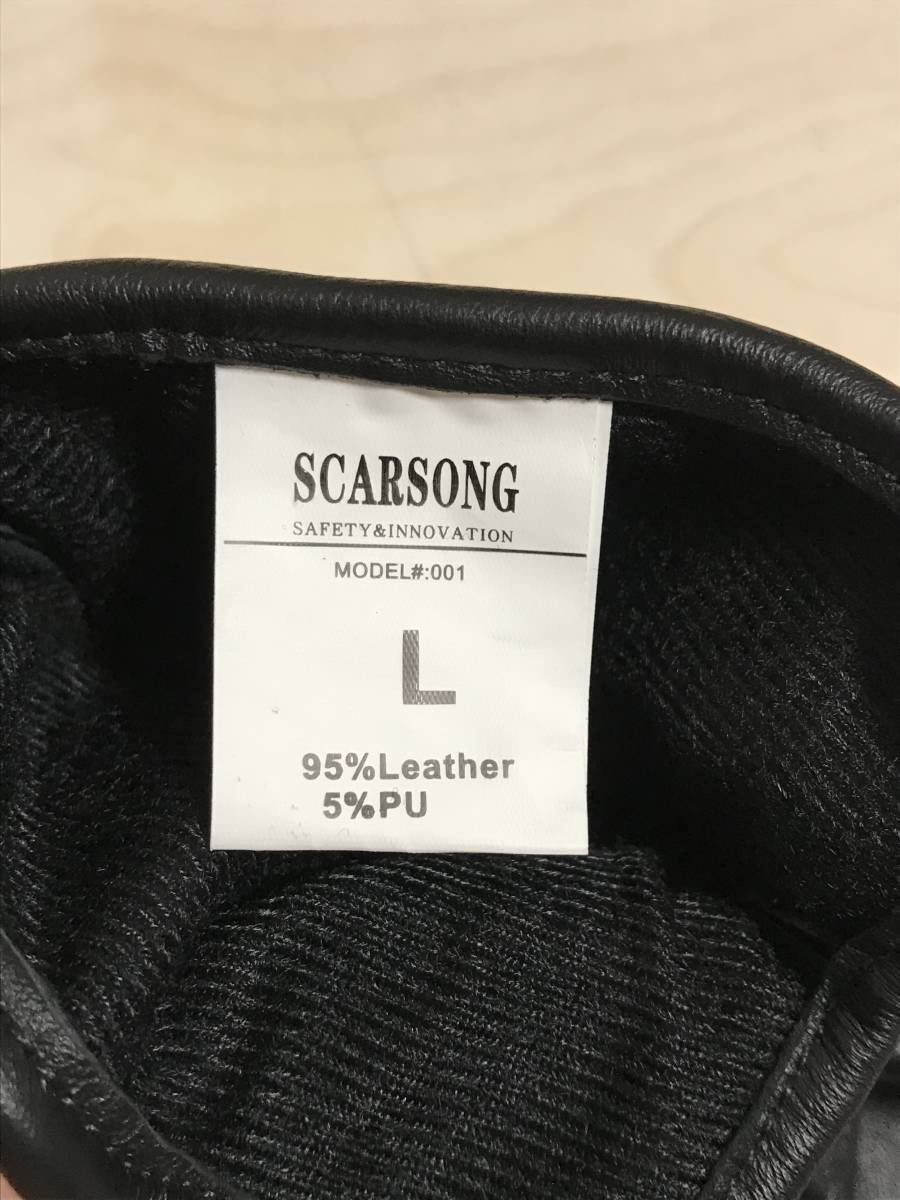 SCARSONG
SAFETY&INNOVATION
MODEL#:001
L
95%Leather
5%PU